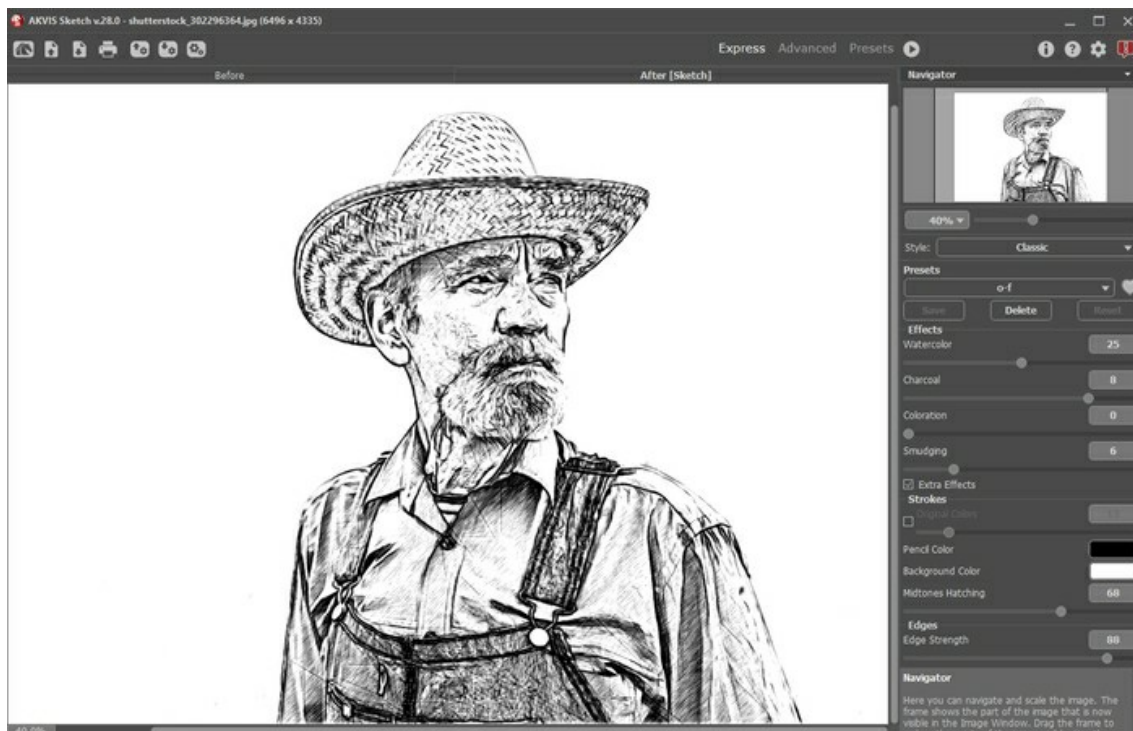 AKVIS Sketch v.28.0 - shutterstock_302296364.jpg (6496 x 4335)
Express Advanced Presets
Before
After [Sketch]
Navigator
40%
Style: Classic
Presets
o-f
Save Delete Reset
Effects
Watercolor 25
Charcoal 8
Coloration 0
Smudging 6
Extra Effects
Strokes
Original Colors
Pencil Color
Background Color
Midtones Hatching 68
Edges
Edge Strength 88
Navigator
Here you can navigate and scale the image. The
frame shows the part of the image that is now
visible in the Image Window. Drag the frame to